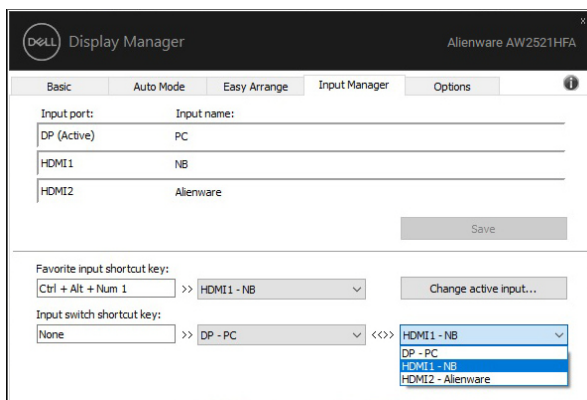 DELL Display Manager Alienware AW2521HFA
x
Basic Auto Mode Easy Arrange Input Manager Options i
Input port: Input name:
DP (Active) PC
HDMI1 NB
HDMI2 Alienware
Save
Favorite input shortcut key:
Ctrl + Alt + Num 1 >> HDMI1 - NB Change active input...
Input switch shortcut key:
None >> DP - PC <<>> HDMI1 - NB
DP - PC
HDMI1 - NB
HDMI2 - Alienware